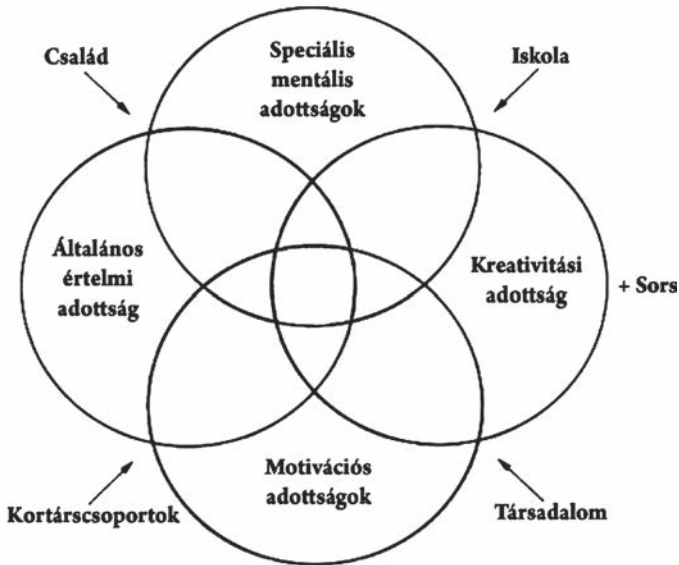 Család
Speciális
mentális
adottságok
Iskola
Általános
értelmi
adottság
Kreativitási
adottság
+ Sors
Motivációs
adottságok
Kortárscsoportok
Társadalom